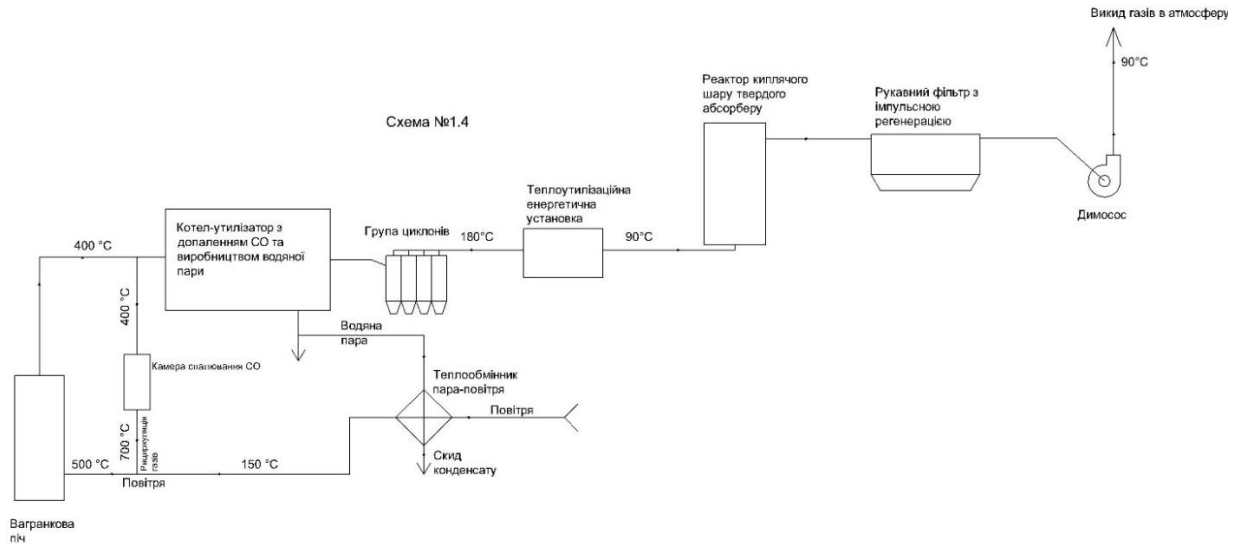 Викид газів в атмосферу
90°C
Реактор киплячого
шару твердого
абсорберу
Рукавний фільтр з
імпульсною
регенерацією
Схема №1.4
Димосос
Теплоутилізаційна
енергетична
установка
Котел-утилізатор з
допаленням СО та
виробництвом водяної
пари
Група циклонів
180°C
90°C
400 °C
400 °C
Водяна
пара
Камера спалювання СО
Теплообмінник
пара-повітря
Повітря
700 °C
Рециркуляція
газів
500 °C
150 °C
Повітря
Скид
конденсату
Вагранкова
піч